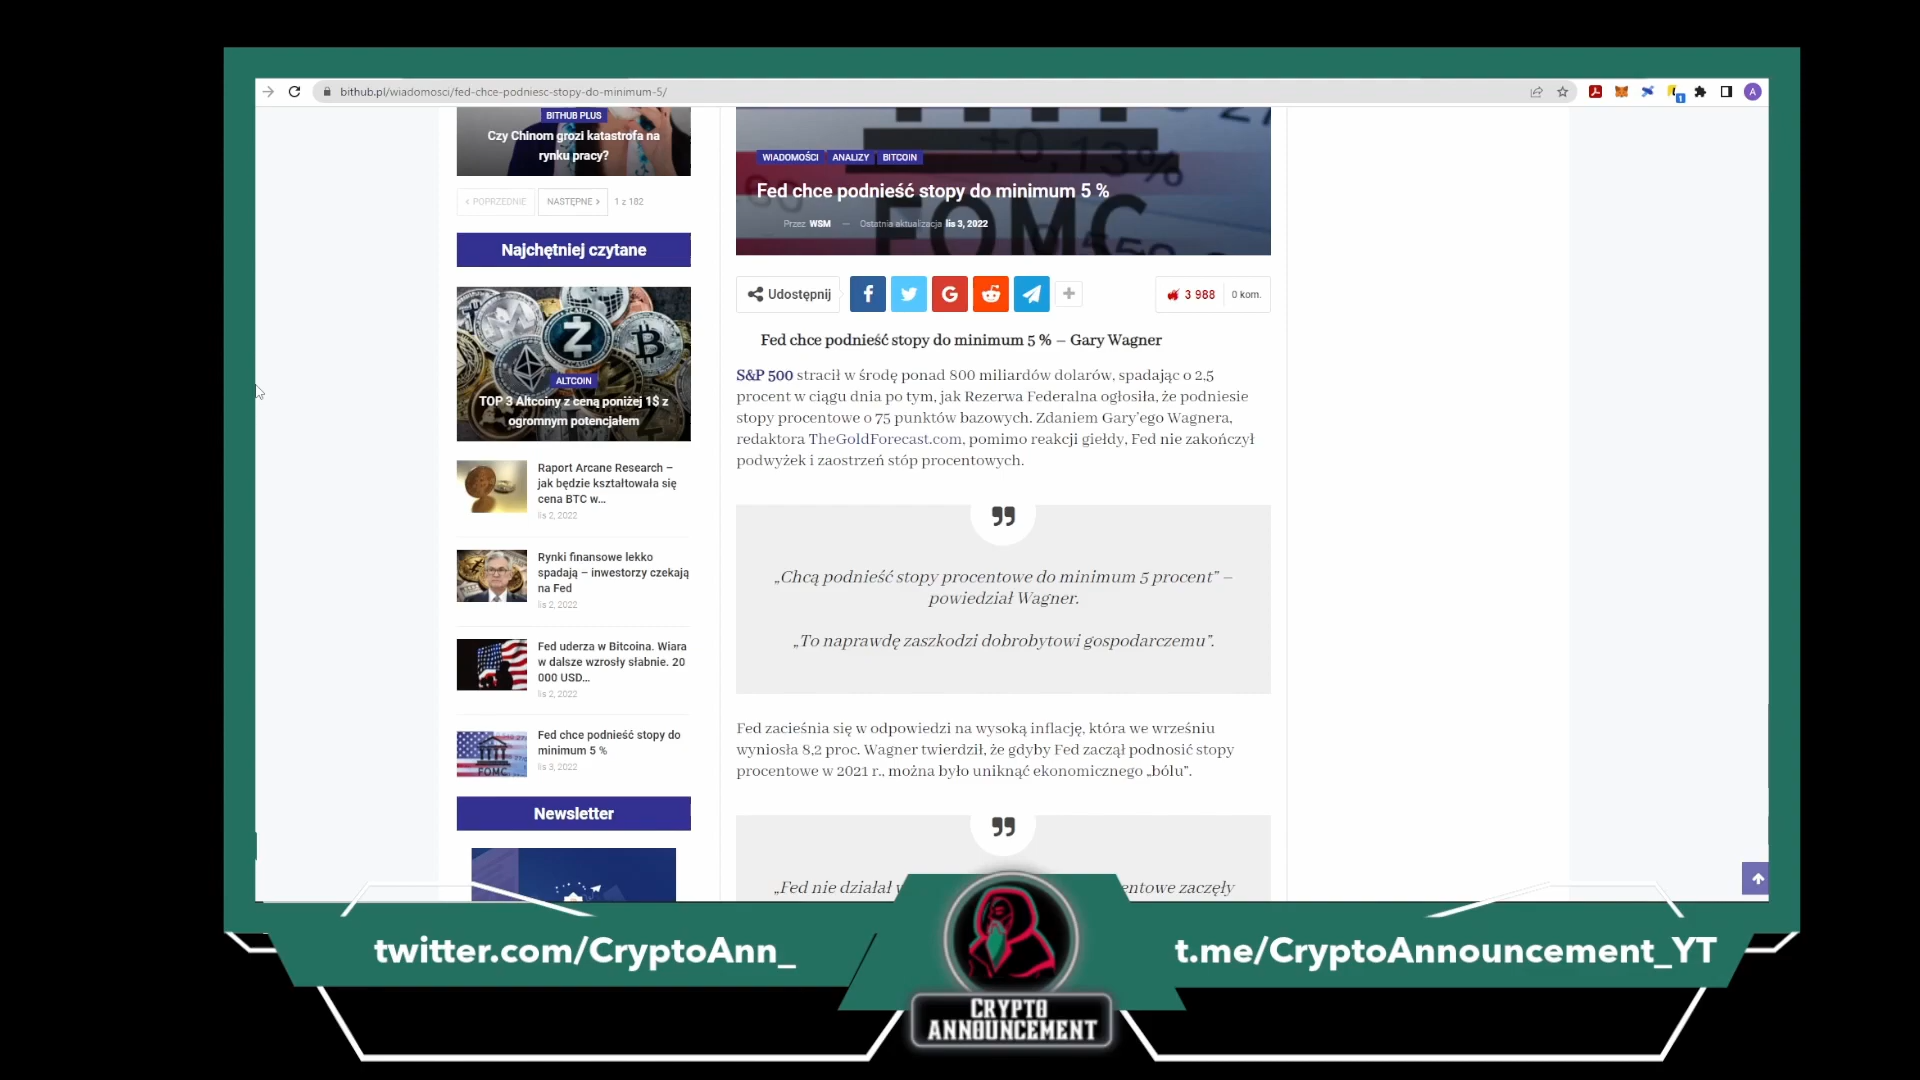 bithub.pl/wiadomosci/fed-chce-podniesc-stopy-do-minimum-5/
A
1
BITHUB PLUS
Czy Chinom grozi katastrofa na
rynku pracy?
POPRZEDNIE
NASTĘPNE
1 z 182
Najchętniej czytane
ALTCOIN
TOP 3 Altcoiny z ceną poniżej 1$ z
ogromnym potencjałem
Raport Arcane Research –
jak będzie kształtowała się
cena BTC w...
lis 2, 2022
Rynki finansowe lekko
spadają – inwestorzy czekają
na Fed
lis 2, 2022
Fed uderza w Bitcoina. Wiara
w dalsze wzrosły słabnie. 20
000 USD...
lis 2, 2022
FOMC
Fed chce podnieść stopy do
minimum 5 %
lis 3, 2022
Newsletter
+0,13%
WIADOMOŚCI ANALIZY BITCOIN
Fed chce podnieść stopy do minimum 5 %
FOMC
Przez WSM — Ostatnia aktualizacja lis 3, 2022
Udostępnij
3 988
0 kom.
Fed chce podnieść stopy do minimum 5 % – Gary Wagner
S&P 500 stracił w środę ponad 800 miliardów dolarów, spadając o 2,5
procent w ciągu dnia po tym, jak Rezerwa Federalna ogłosiła, że podniesie
stopy procentowe o 75 punktów bazowych. Zdaniem Gary'ego Wagnera,
redaktora TheGoldForecast.com, pomimo reakcji giełdy, Fed nie zakończył
podwyżek i zaostrzeń stóp procentowych.
„Chcą podnieść stopy procentowe do minimum 5 procent” –
powiedział Wagner.
„To naprawdę zaszkodzi dobrobytowi gospodarczemu”.
Fed zacieśnia się w odpowiedzi na wysoką inflację, która we wrześniu
wyniosła 8,2 proc. Wagner twierdził, że gdyby Fed zaczął podnosić stopy
procentowe w 2021 r., można było uniknąć ekonomicznego „bólu”.
„Fed nie działał
entowe zaczęły
twitter.com/CryptoAnn_
CRYPTO
ANNOUNCEMENT
t.me/CryptoAnnouncement_YT